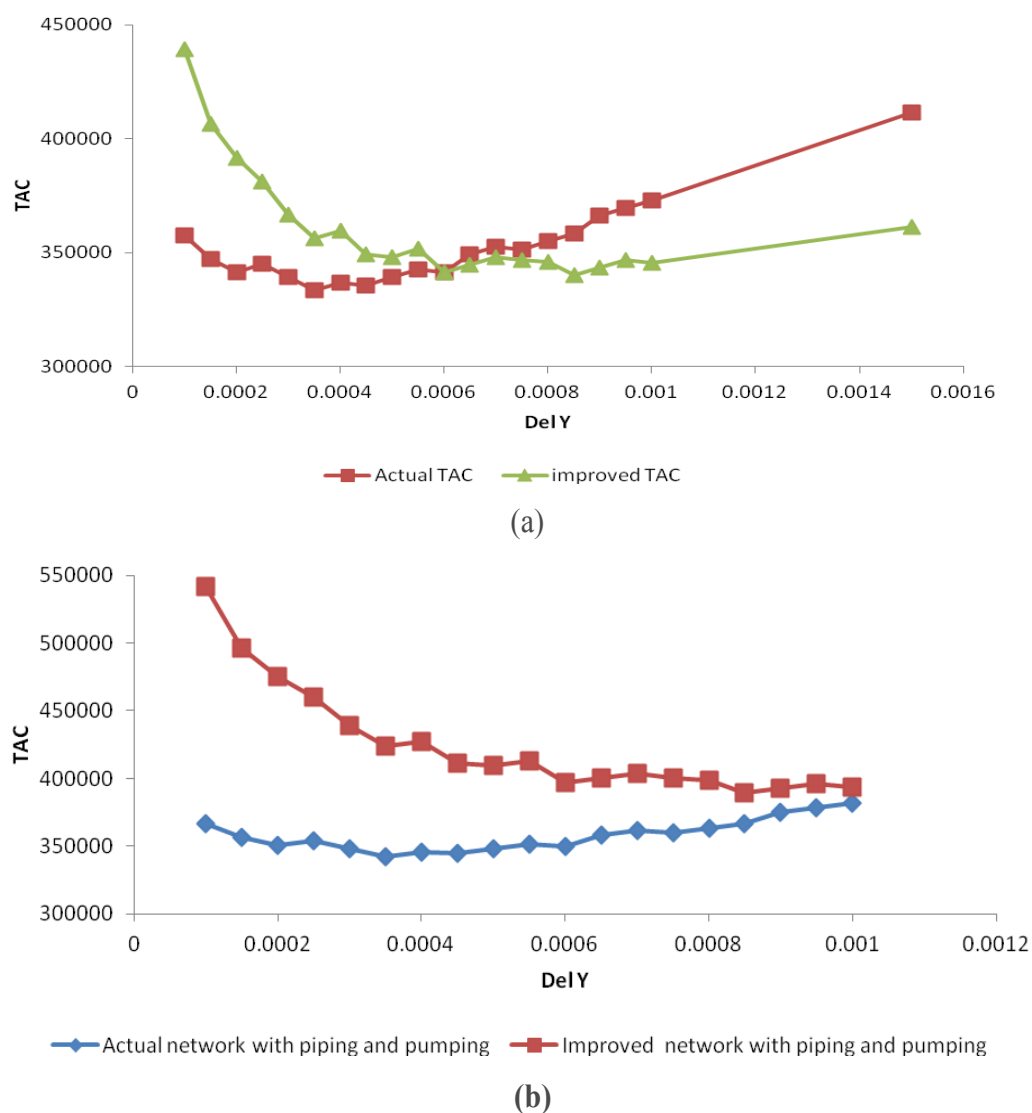 450000
400000
350000
300000
TAC
0 0.0002 0.0004 0.0006 0.0008 0.001 0.0012 0.0014 0.0016
Del Y
Actual TAC improved TAC
(a)
550000
500000
450000
400000
350000
300000
TAC
0 0.0002 0.0004 0.0006 0.0008 0.001 0.0012
Del Y
Actual network with piping and pumping Improved network with piping and pumping
(b)